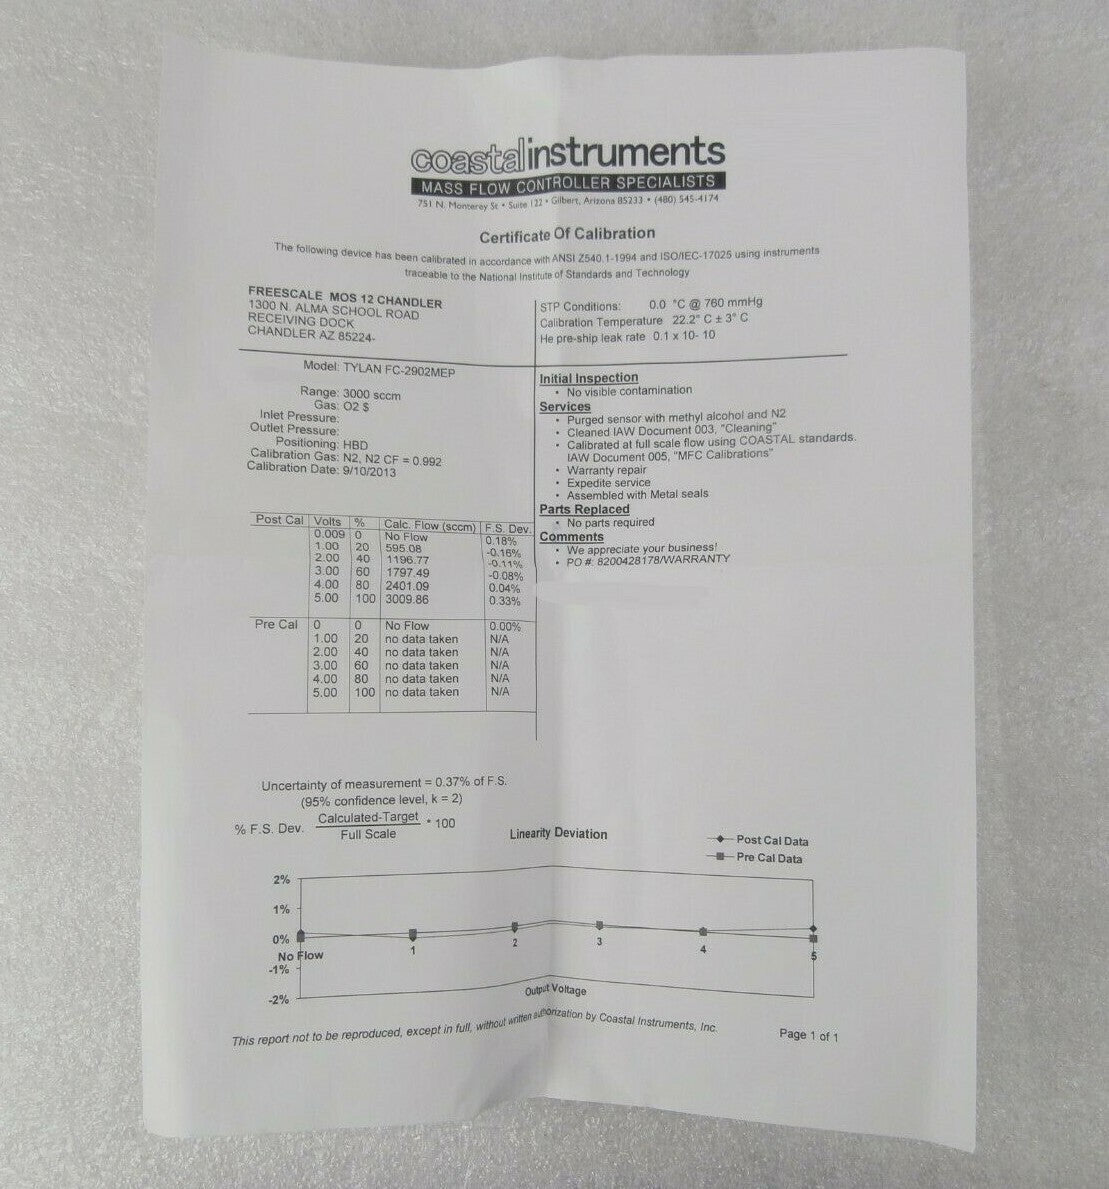 coastalinstruments
MASS FLOW CONTROLLER SPECIALISTS
751 N. Monterey St • Suite 122 • Gilbert, Arizona 85233 • (480) 545-4174
Certificate Of Calibration
The following device has been calibrated in accordance with ANSI Z540.1-1994 and ISO/IEC-17025 using instruments
traceable to the National Institute of Standards and Technology
FREESCALE MOS 12 CHANDLER
1300 N. ALMA SCHOOL ROAD
RECEIVING DOCK
CHANDLER AZ 85224-
STP Conditions: 0.0 °C @ 760 mmHg
Calibration Temperature 22.2° C ± 3° C
He pre-ship leak rate 0.1 x 10- 10
Model: TYLAN FC-2902MEP
Range: 3000 sccm
Gas: O2 $
Inlet Pressure:
Outlet Pressure:
Positioning: HBD
Calibration Gas: N2, N2 CF = 0.992
Calibration Date: 9/10/2013
Initial Inspection
• No visible contamination
Services
• Purged sensor with methyl alcohol and N2
• Cleaned IAW Document 003, "Cleaning"
• Calibrated at full scale flow using COASTAL standards.
IAW Document 005, "MFC Calibrations"
• Warranty repair
• Expedite service
• Assembled with Metal seals
Parts Replaced
• No parts required
Comments
• We appreciate your business!
• PO #: 8200428178/WARRANTY
Post Cal Volts % Calc. Flow (sccm) F.S. Dev.
0.009 0 No Flow 0.18%
1.00 20 595.08 -0.16%
2.00 40 1196.77 -0.11%
3.00 60 1797.49 -0.08%
4.00 80 2401.09 0.04%
5.00 100 3009.86 0.33%
Pre Cal 0 0 No Flow 0.00%
1.00 20 no data taken N/A
2.00 40 no data taken N/A
3.00 60 no data taken N/A
4.00 80 no data taken N/A
5.00 100 no data taken N/A
Uncertainty of measurement = 0.37% of F.S.
(95% confidence level, k = 2)
% F.S. Dev. Calculated-Target * 100
Full Scale
Linearity Deviation
Post Cal Data
Pre Cal Data
2%
1%
0%
-1%
-2%
No Flow 1 2 3 4 5
Output Voltage
This report not to be reproduced, except in full, without written authorization by Coastal Instruments, Inc.
Page 1 of 1